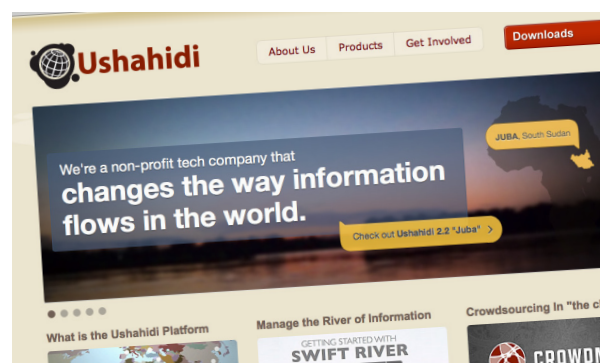 Ushahidi
About Us
Products
Get Involved
Downloads
JUBA, South Sudan
We're a non-profit tech company that
changes the way information
flows in the world.
Check out Ushahidi 2.2 "Juba" >
What is the Ushahidi Platform
Manage the River of Information
Crowdsourcing In "the c
GETTING STARTED WITH
SWIFT RIVER
CROWDM